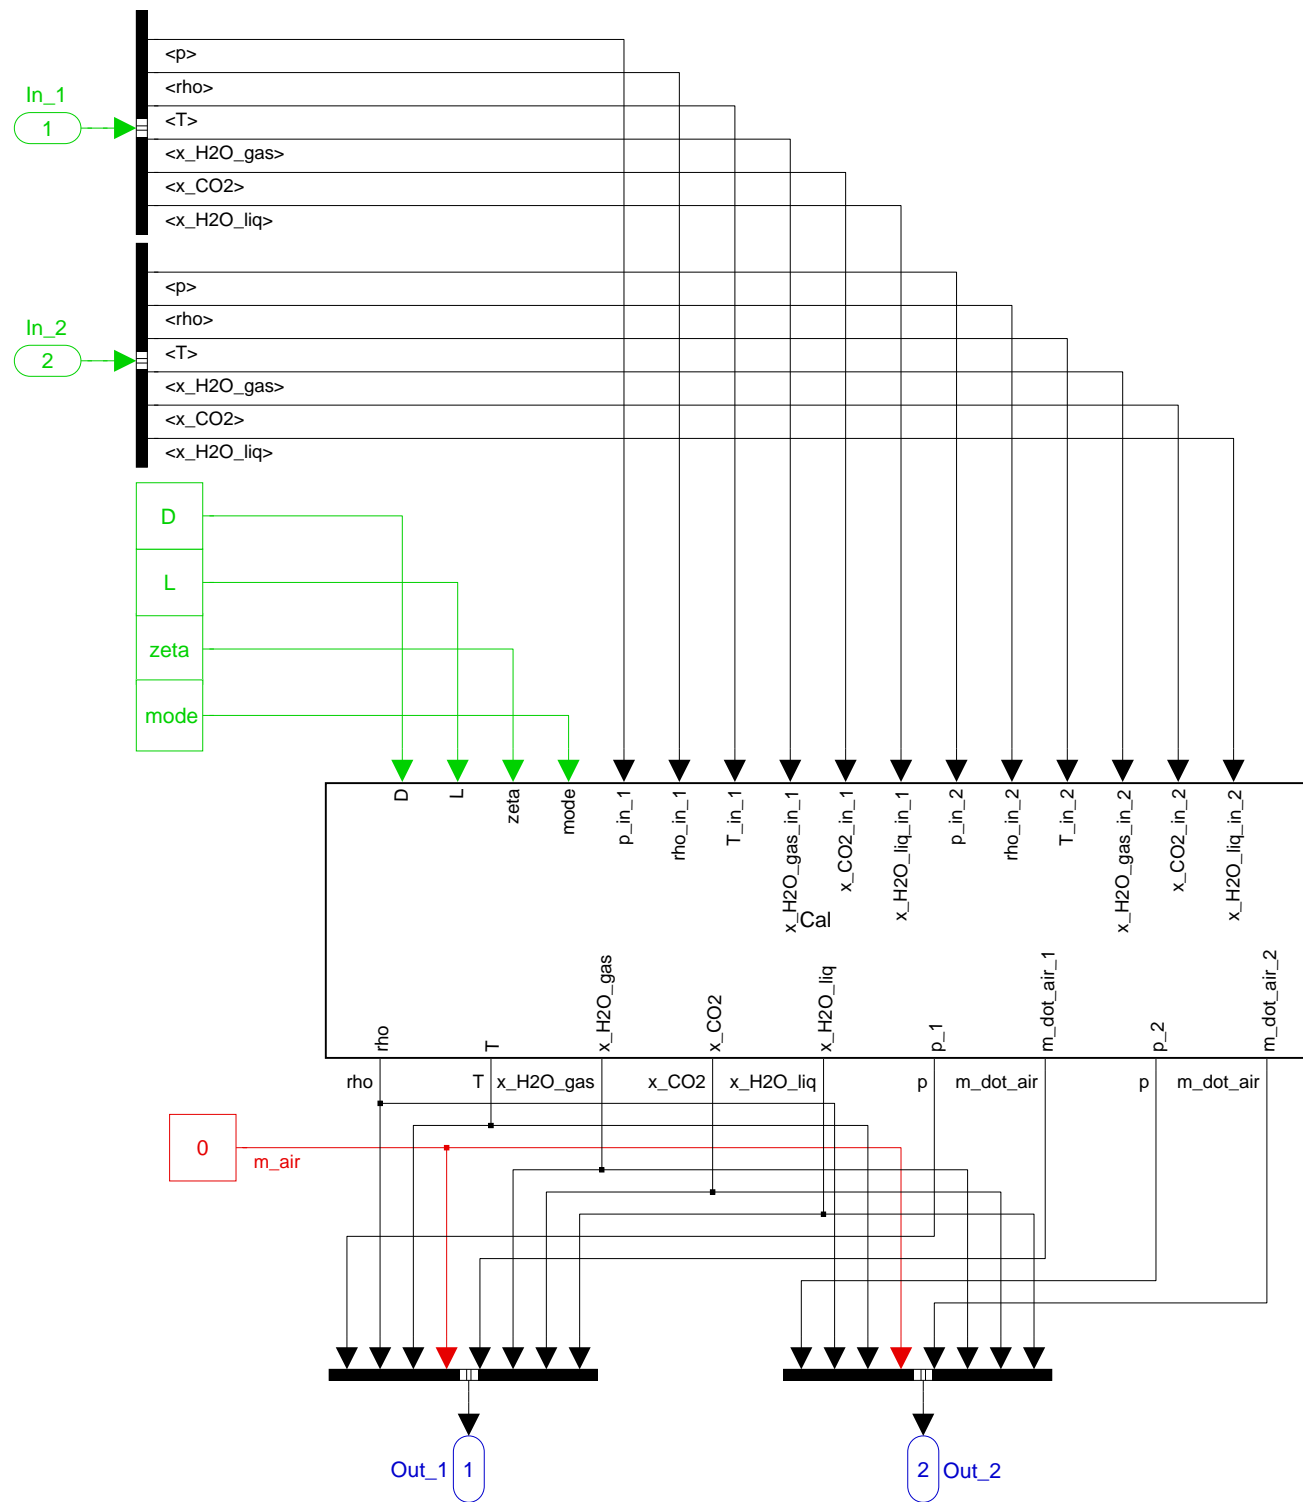 In_1
1
<p>
<rho>
<T>
<x_H2O_gas>
<x_CO2>
<x_H2O_liq>
In_2
2
<p>
<rho>
<T>
<x_H2O_gas>
<x_CO2>
<x_H2O_liq>
D
L
zeta
mode
D
L
zeta
mode
p_in_1
rho_in_1
T_in_1
x_H2O_gas_in_1
x_CO2_in_1
x_H2O_liq_in_1
p_in_2
rho_in_2
T_in_2
x_H2O_gas_in_2
x_CO2_in_2
x_H2O_liq_in_2
Cal
rho
T
x_H2O_gas
x_CO2
x_H2O_liq
p_1
m_dot_air_1
p_2
m_dot_air_2
rho
T
x_H2O_gas
x_CO2
x_H2O_liq
p
m_dot_air
p
m_dot_air
0
m_air
Out_1
1
2
Out_2